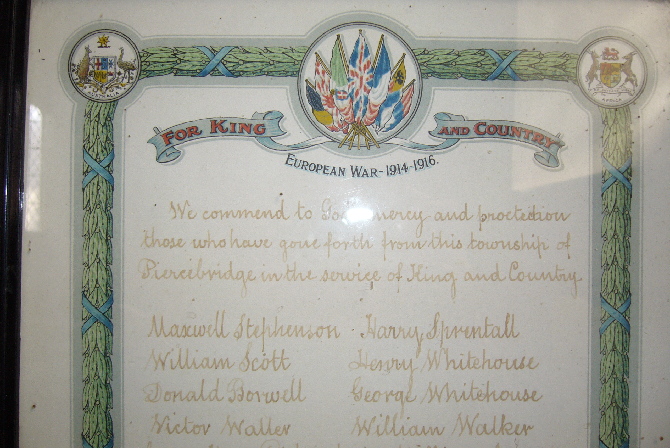 FOR KING AND COUNTRY
EUROPEAN WAR - 1914-1916.
We commend to God mercy and proctedion
those who have gone forth from this township of
Piercebridge in the service of King and Country
Maxwell Stephenson Harry Sprentall
William Scott Henry Whitehouse
Donald Borwell George Whitehouse
Victor Waller William Walker